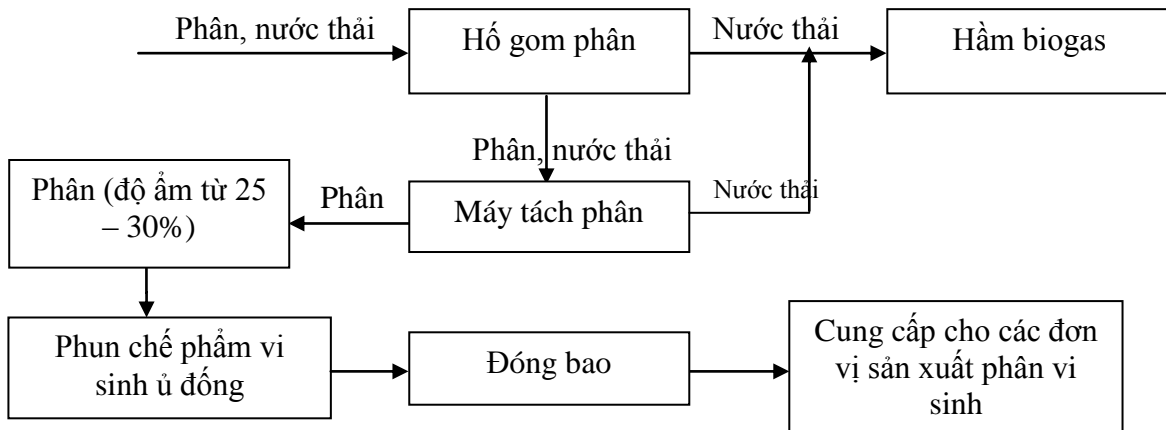 Phân, nước thải
Hố gom phân
Nước thải
Hầm biogas
Phân, nước thải
Phân (độ ẩm từ 25
– 30%)
Phân
Máy tách phân
Nước thải
Phun chế phẩm vi
sinh ủ đống
Đóng bao
Cung cấp cho các đơn
vị sản xuất phân vi
sinh